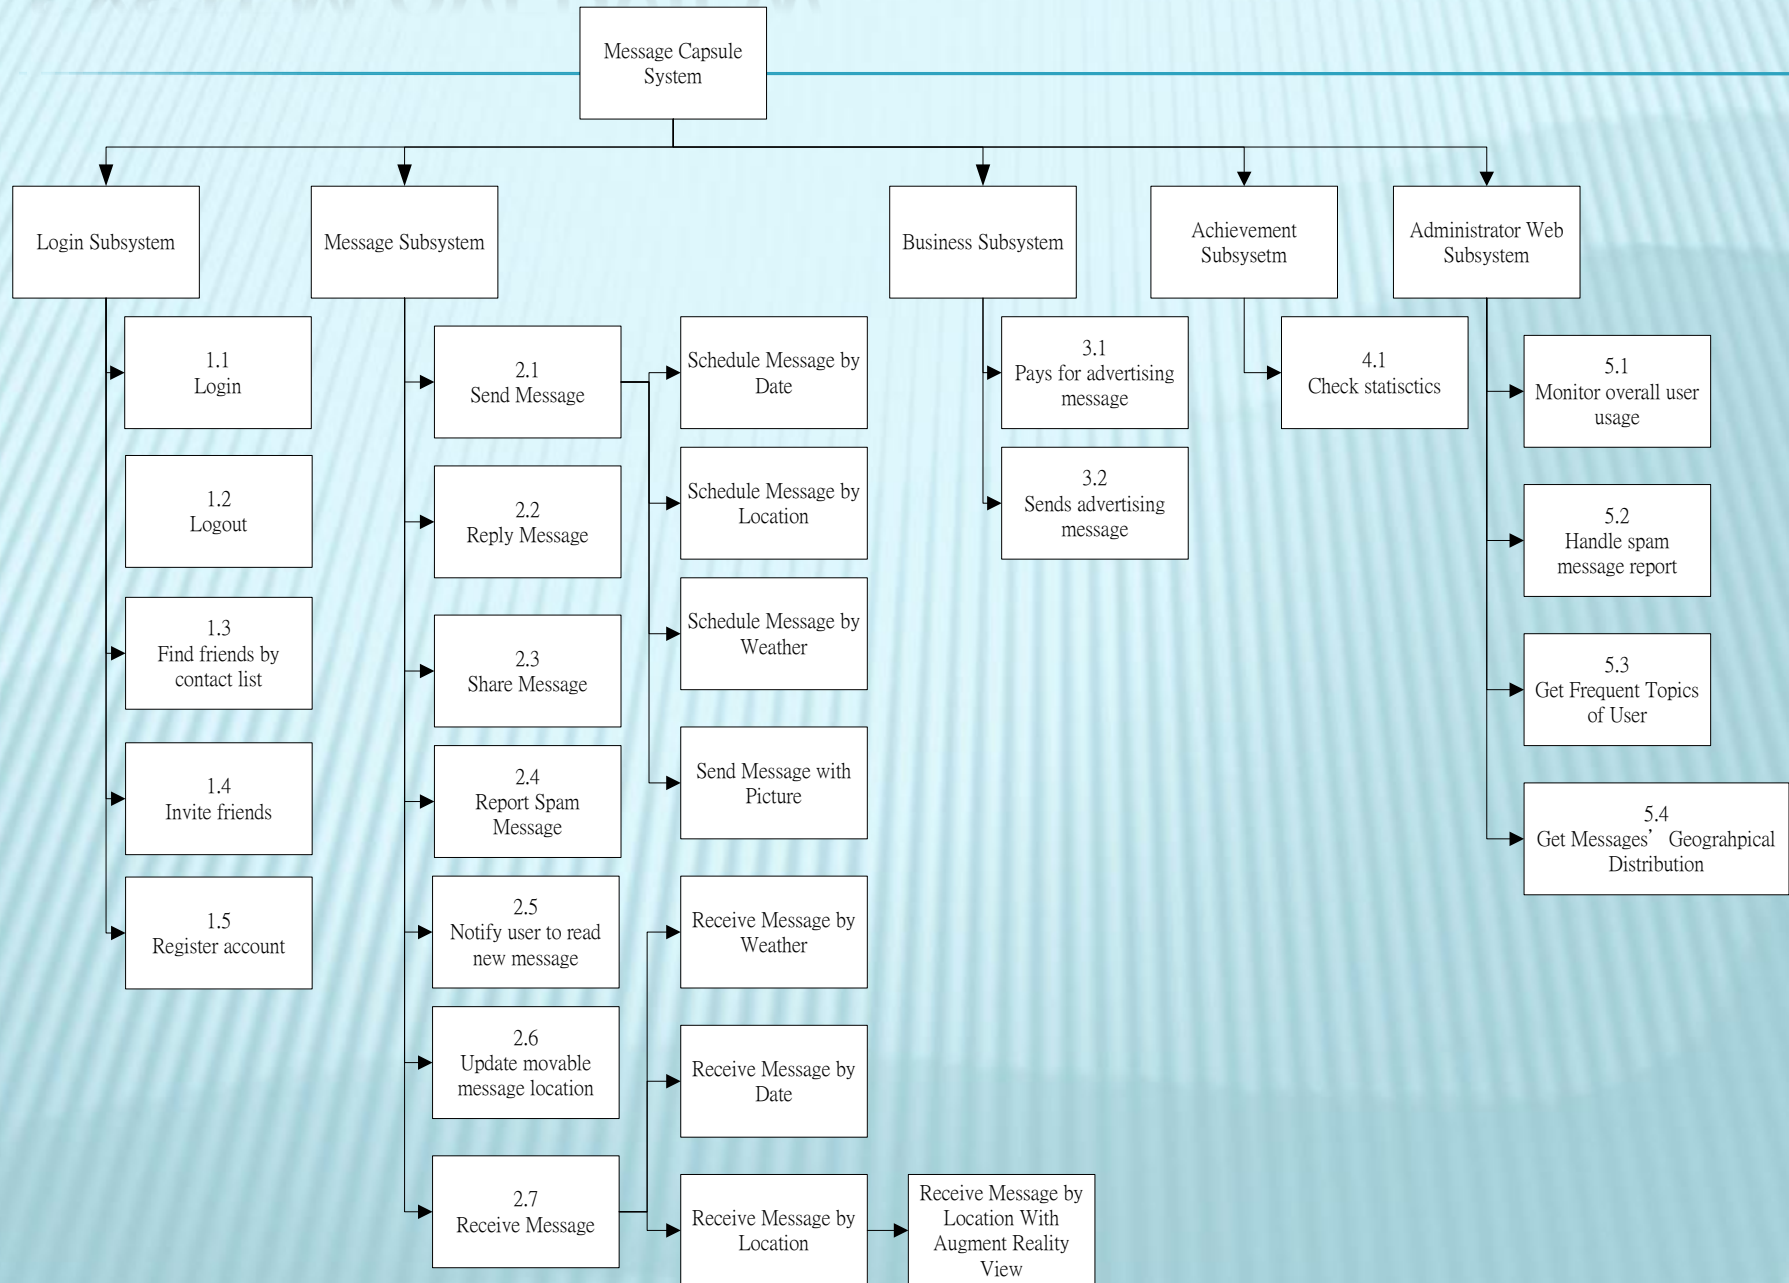 Message Capsule
System
Login Subsystem
Message Subsystem
Business Subsystem
Achievement
Subsysetm
Administrator Web
Subsystem
1.1
Login
1.2
Logout
1.3
Find friends by
contact list
1.4
Invite friends
1.5
Register account
2.1
Send Message
2.2
Reply Message
2.3
Share Message
2.4
Report Spam
Message
2.5
Notify user to read
new message
2.6
Update movable
message location
2.7
Receive Message
Schedule Message by
Date
Schedule Message by
Location
Schedule Message by
Weather
Send Message with
Picture
Receive Message by
Weather
Receive Message by
Date
Receive Message by
Location
Receive Message by
Location With
Augment Reality
View
3.1
Pays for advertising
message
3.2
Sends advertising
message
4.1
Check statisctics
5.1
Monitor overall user
usage
5.2
Handle spam
message report
5.3
Get Frequent Topics
of User
5.4
Get Messages’ Geograhpical
Distribution